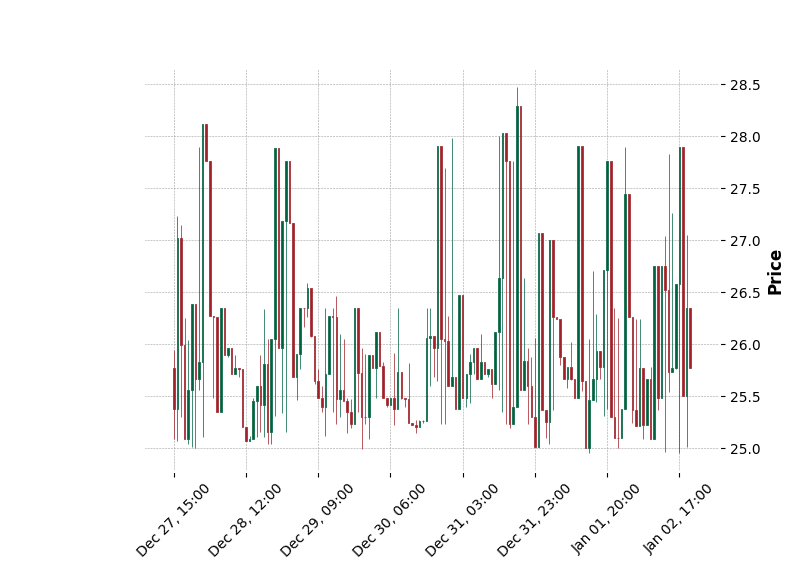 28.5
28.0
27.5
27.0
26.5
26.0
25.5
25.0
Price
Dec 27, 15:00
Dec 28, 12:00
Dec 29, 09:00
Dec 30, 06:00
Dec 31, 03:00
Dec 31, 23:00
Jan 01, 20:00
Jan 02, 17:00